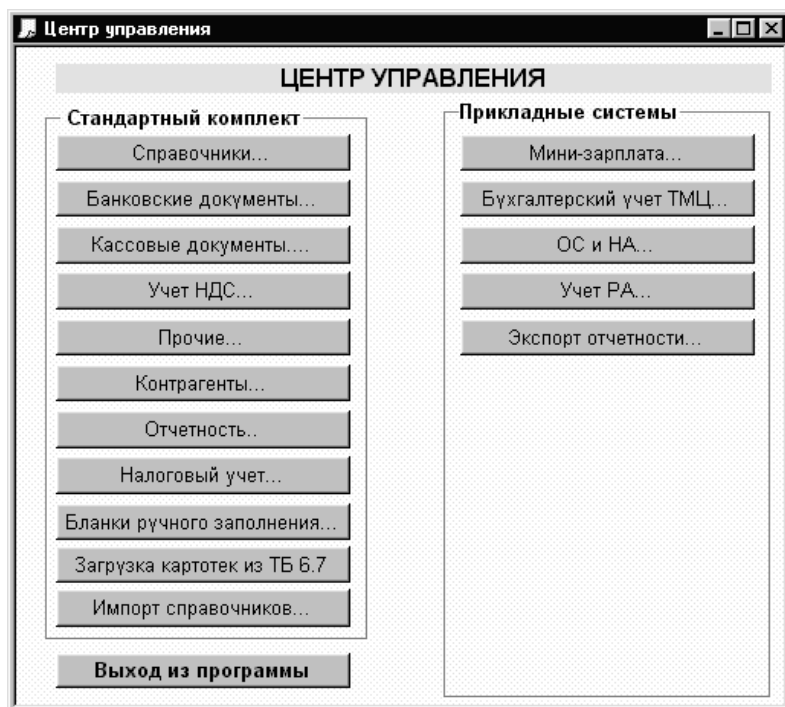 Центр управления
ЦЕНТР УПРАВЛЕНИЯ
Стандартный комплект
Справочники...
Банковские документы...
Кассовые документы....
Учет НДС...
Прочие...
Контрагенты...
Отчетность..
Налоговый учет...
Бланки ручного заполнения...
Загрузка картотек из ТБ 6.7
Импорт справочников...
Выход из программы
Прикладные системы
Мини-зарплата...
Бухгалтерский учет ТМЦ...
ОС и НА...
Учет РА...
Экспорт отчетности...